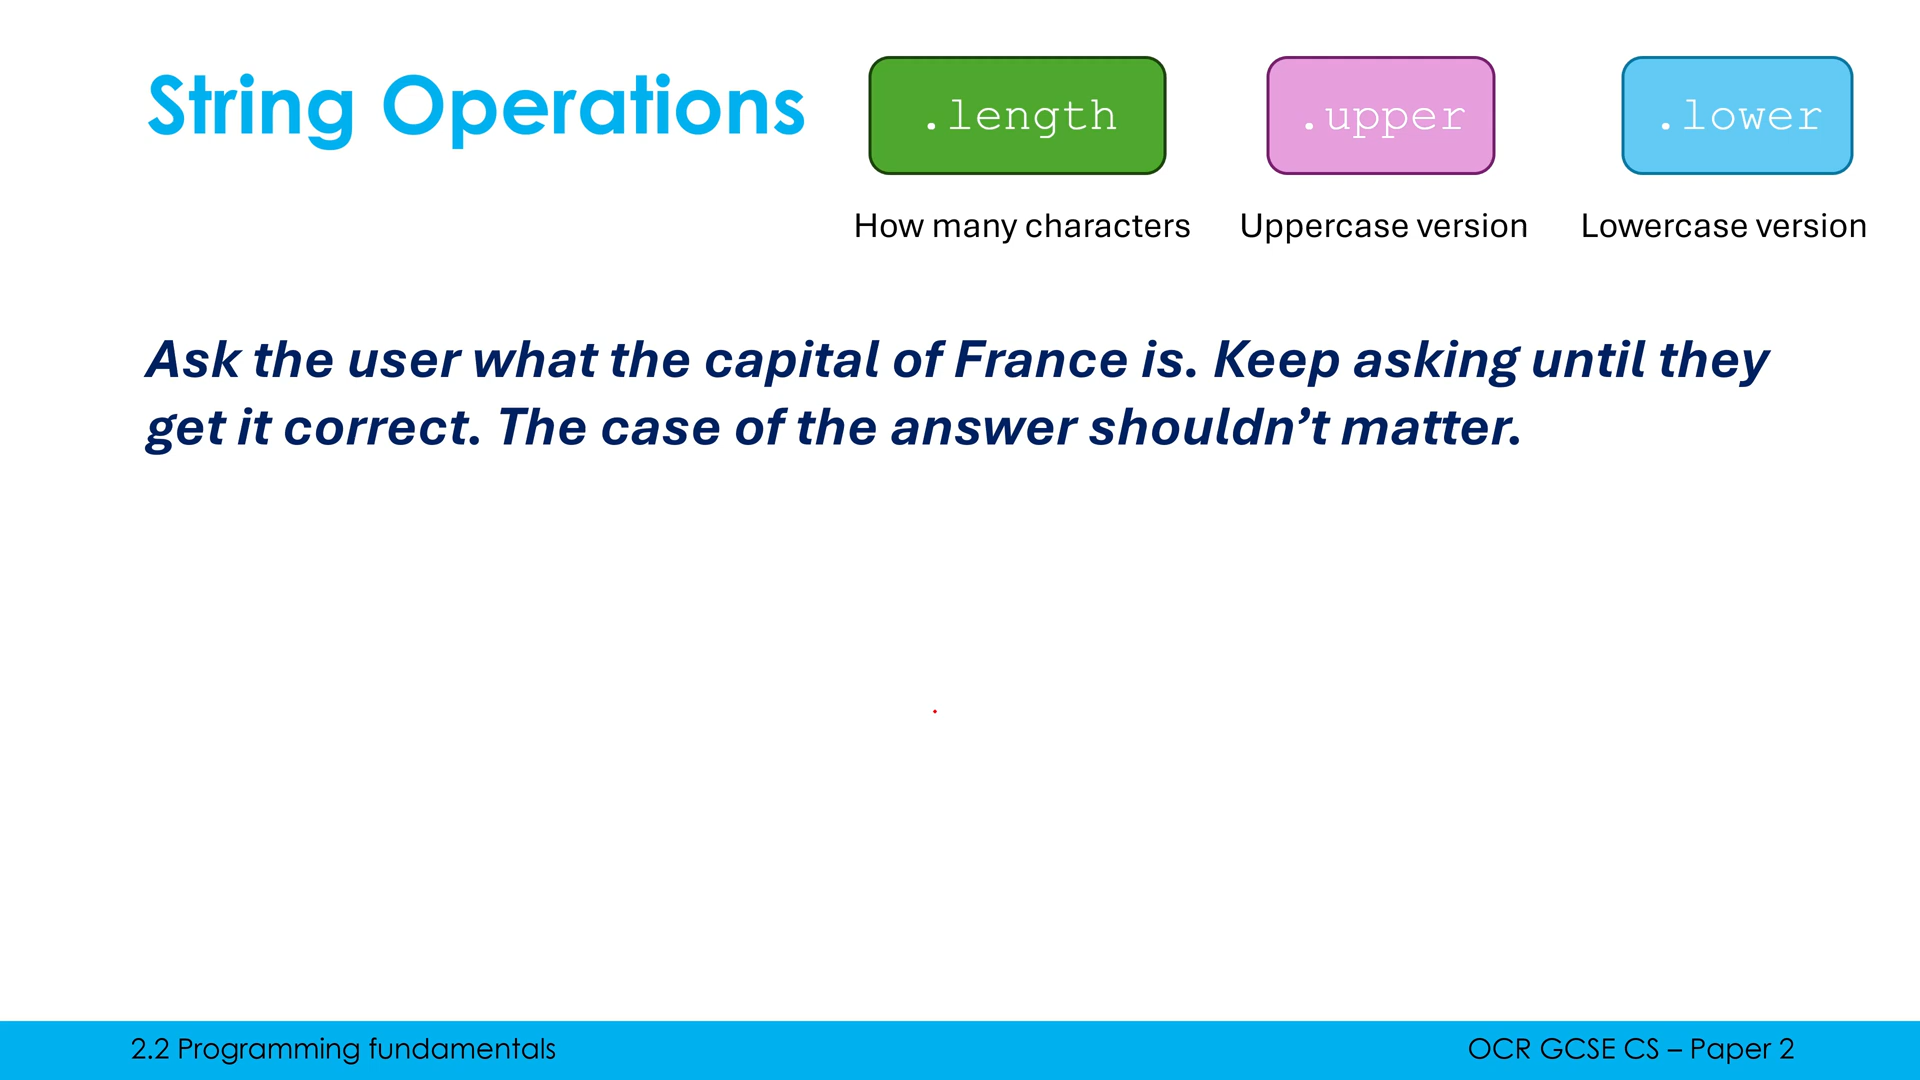 String Operations
.length
.upper
.lower
How many characters
Uppercase version
Lowercase version
Ask the user what the capital of France is. Keep asking until they
get it correct. The case of the answer shouldn’t matter.
2.2 Programming fundamentals
OCR GCSE CS – Paper 2